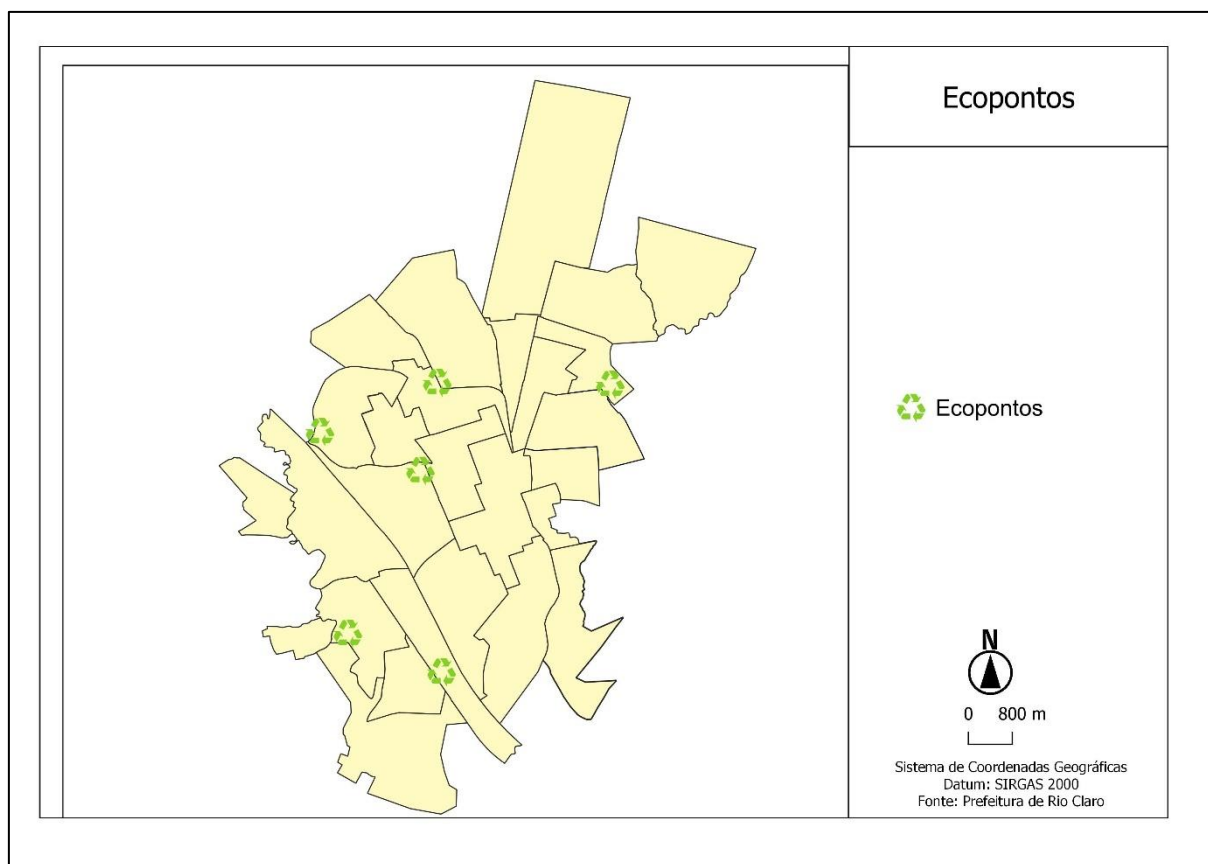 Ecopontos
Ecopontos
N
0 800 m
Sistema de Coordenadas Geográficas
Datum: SIRGAS 2000
Fonte: Prefeitura de Rio Claro